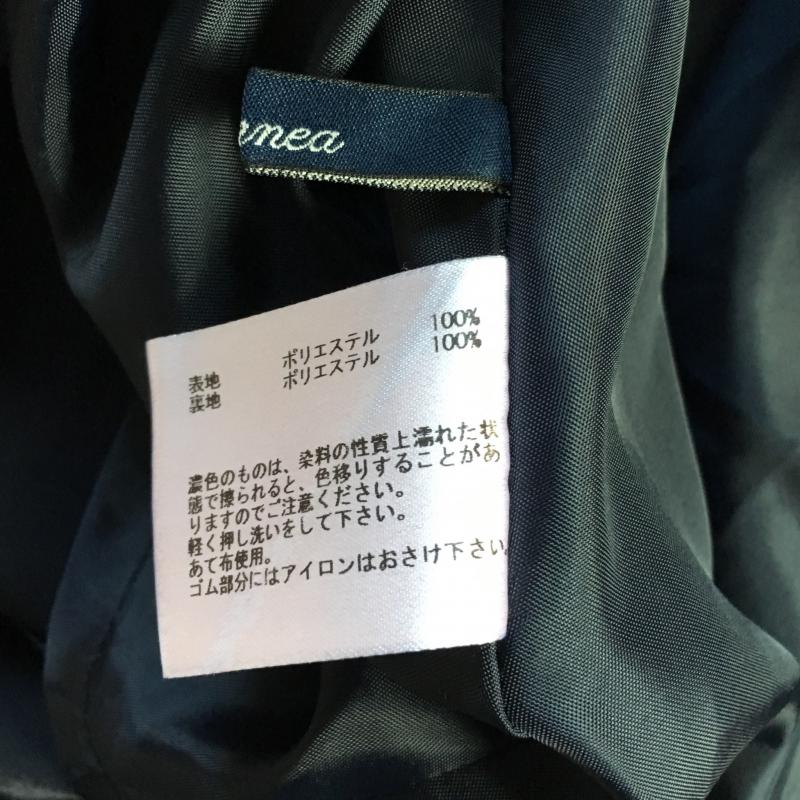 表地 ポリエステル 100%
裏地 ポリエステル 100%
濃色のものは、染料の性質上濡れた状
態で擦られると、色移りすることがあ
りますのでご注意ください。
軽く押し洗いをして下さい。
あて布使用。
ゴム部分にはアイロンはおさけ下さい。